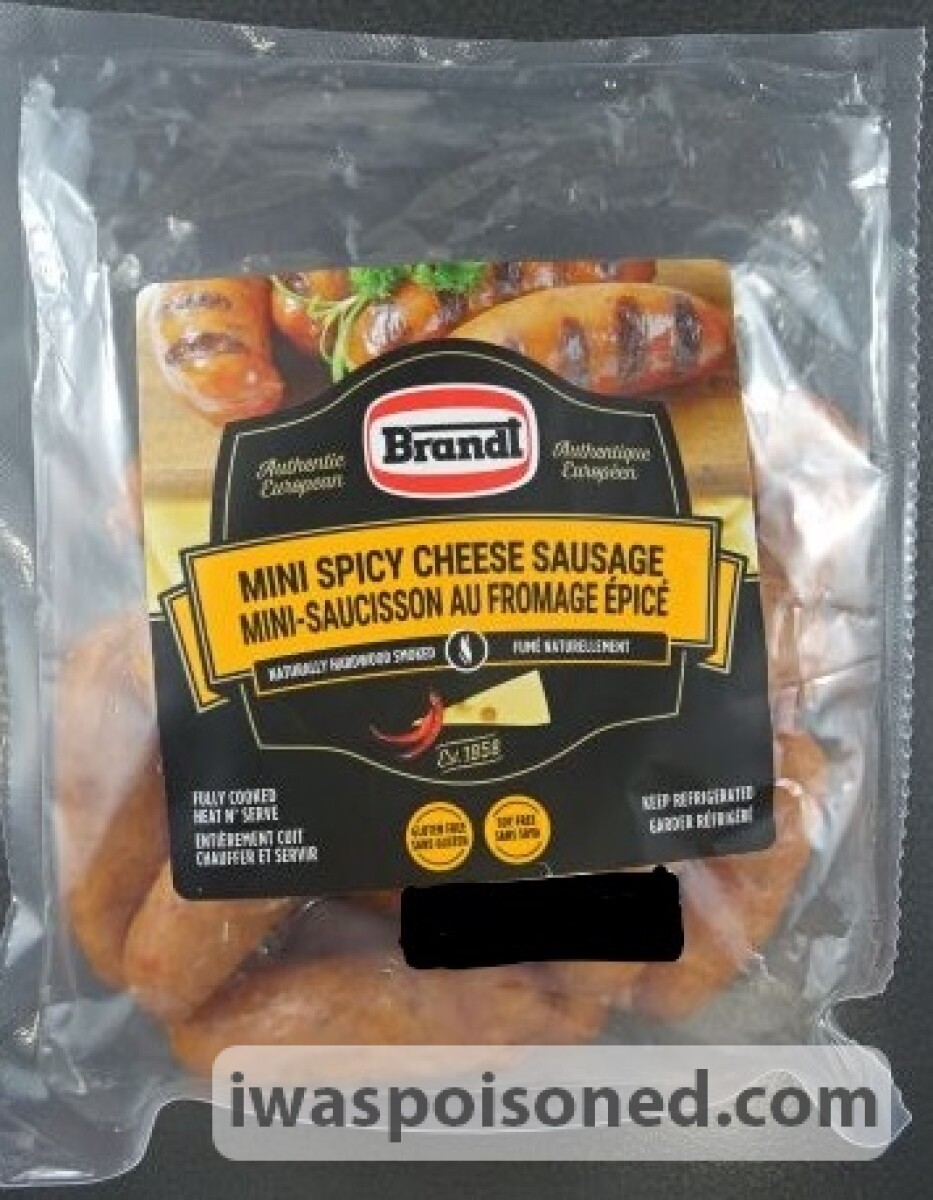 Brandt
Authentic
European
Authentique
Européen
MINI SPICY CHEESE SAUSAGE
MINI-SAUCISSON AU FROMAGE ÉPICÉ
NATURALLY HARDWOOD SMOKED
FUMÉ NATURELLEMENT
Est. 1858
FULLY COOKED
HEAT N' SERVE
ENTIÈREMENT CUIT
CHAUFFER ET SERVIR
GLUTEN FREE
SANS GLUTEN
SOY FREE
SANS SOYA
KEEP REFRIGERATED
GARDER RÉFRIGÉRÉ
iwaspoisoned.com